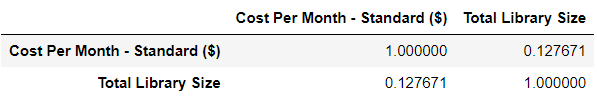 Cost Per Month - Standard ($) Total Library Size
Cost Per Month - Standard ($) 1.000000 0.127671
Total Library Size 0.127671 1.000000